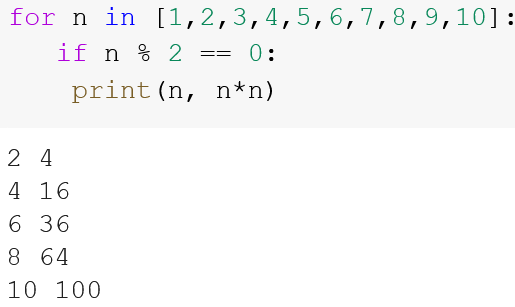 for n in [1,2,3,4,5,6,7,8,9,10]:
   if n % 2 == 0:
    print(n, n*n)
2 4
4 16
6 36
8 64
10 100